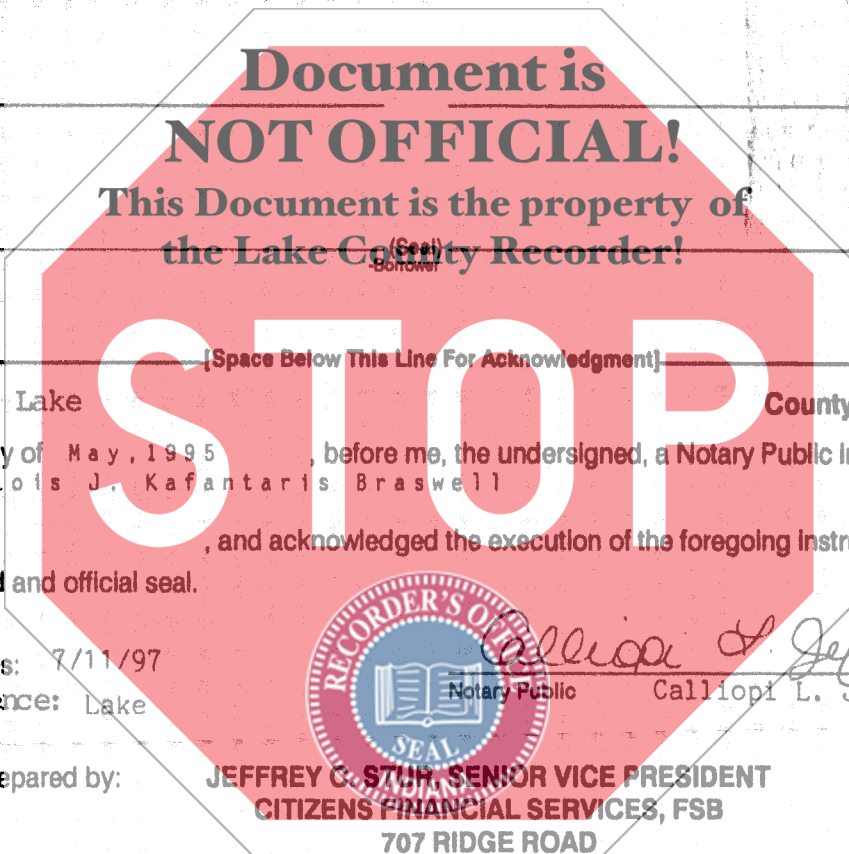 Document is
NOT OFFICIAL!
This Document is the property of
the Lake County Recorder!
(Seal)
-Borrower
STOP
[Space Below This Line For Acknowledgment]
Lake County
y of May, 1995 , before me, the undersigned, a Notary Public i
ois J. Kafantaris Braswell
, and acknowledged the execution of the foregoing instr
and official seal.
s: 7/11/97
Calliopi L.
nce: Lake
Notary Public Calliopi L.
RECORDER'S OFFICE
SEAL
INDIANA
epared by: JEFFREY C. STUR, SENIOR VICE PRESIDENT
CITIZENS FINANCIAL SERVICES, FSB
707 RIDGE ROAD